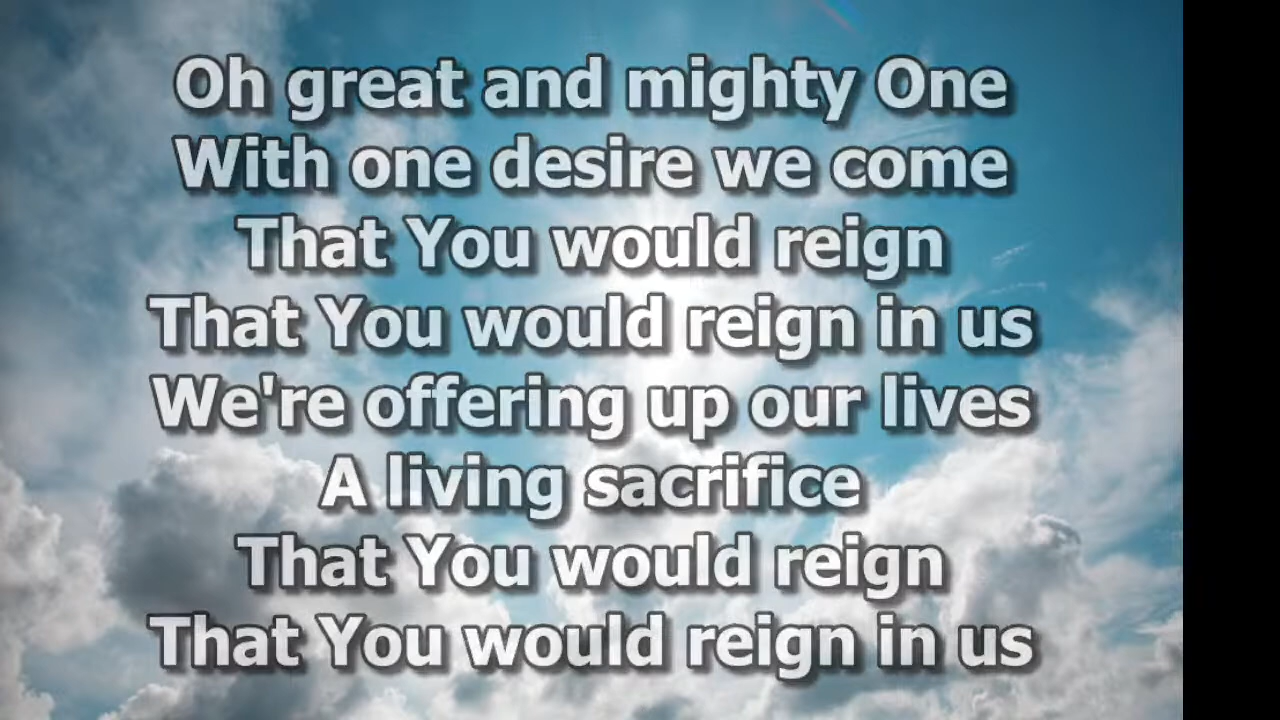 Oh great and mighty One
With one desire we come
That You would reign
That You would reign in us
We're offering up our lives
A living sacrifice
That You would reign
That You would reign in us